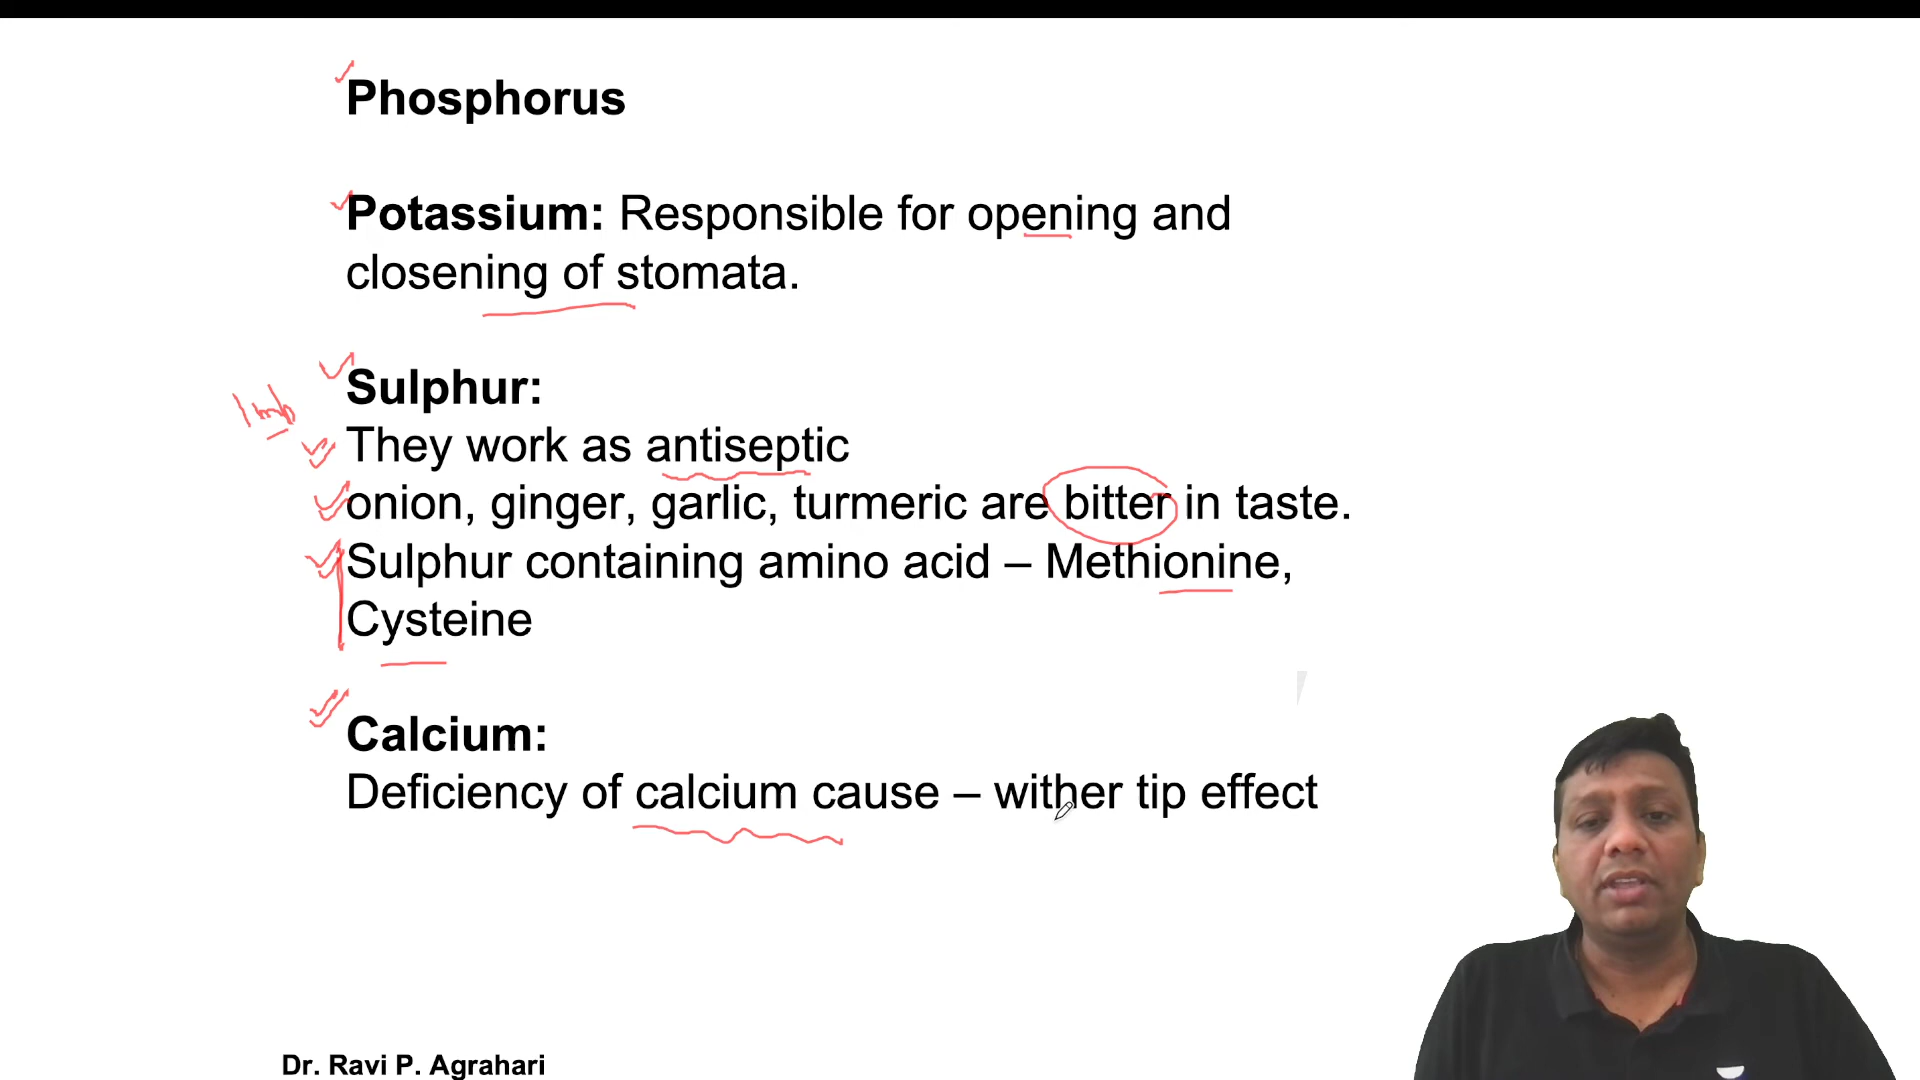 Phosphorus
Potassium: Responsible for opening and
closening of stomata.
Sulphur:
Imb
They work as antiseptic
onion, ginger, garlic, turmeric are bitter in taste.
Sulphur containing amino acid – Methionine,
Cysteine
Calcium:
Deficiency of calcium cause – wither tip effect
Dr. Ravi P. Agrahari